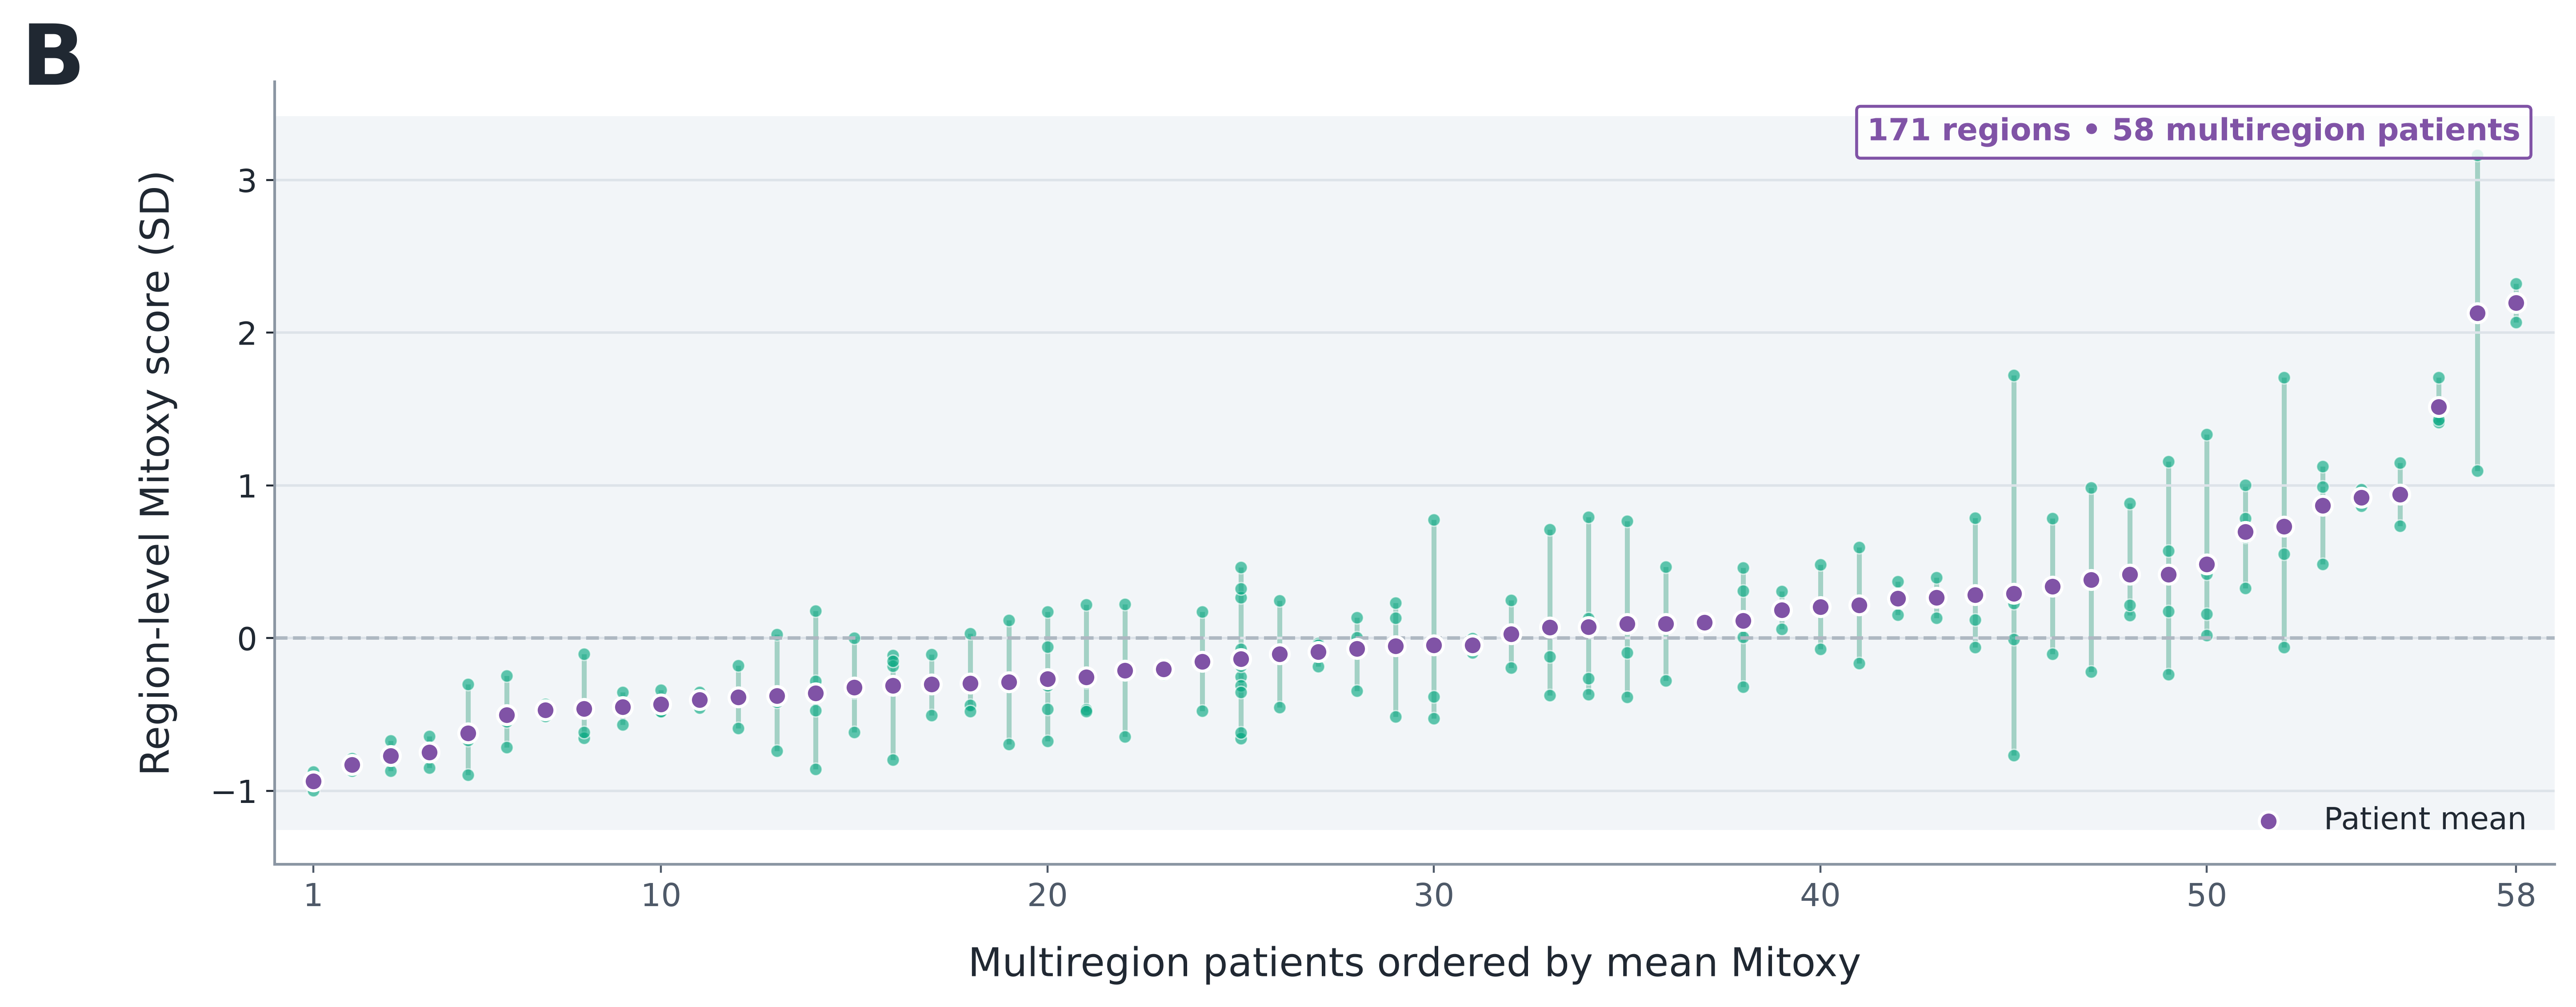 B
171 regions • 58 multiregion patients
Region-level Mitoxy score (SD)
3
2
1
0
−1
Patient mean
1 10 20 30 40 50 58
Multiregion patients ordered by mean Mitoxy